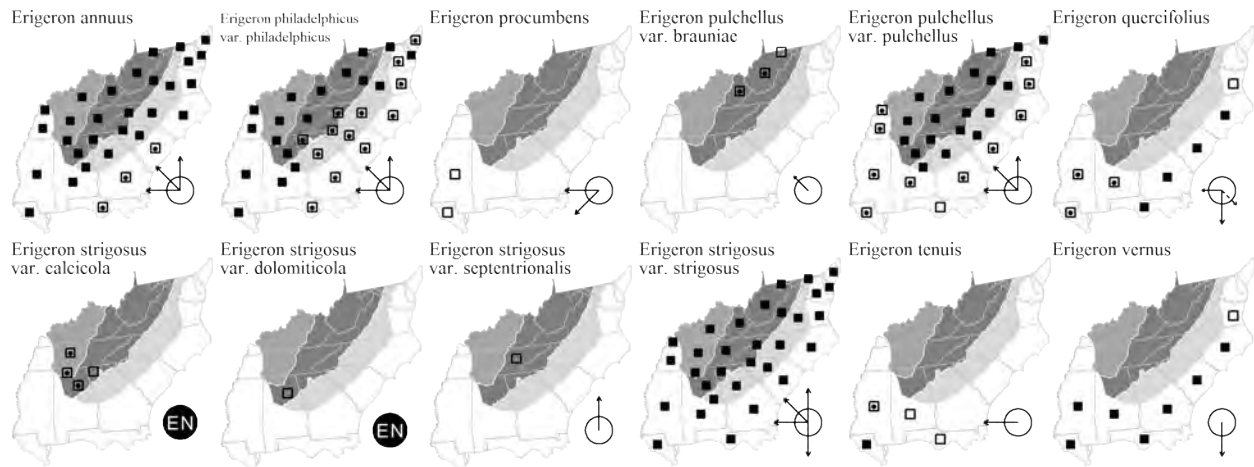 Erigeron annuus
Erigeron philadelphicus
var. philadelphicus
Erigeron procumbens
Erigeron pulchellus
var. brauniae
Erigeron pulchellus
var. pulchellus
Erigeron quercifolius
Erigeron strigosus
var. calcicola
EN
Erigeron strigosus
var. dolomiticola
EN
Erigeron strigosus
var. septentrionalis
Erigeron strigosus
var. strigosus
Erigeron tenuis
Erigeron vernus